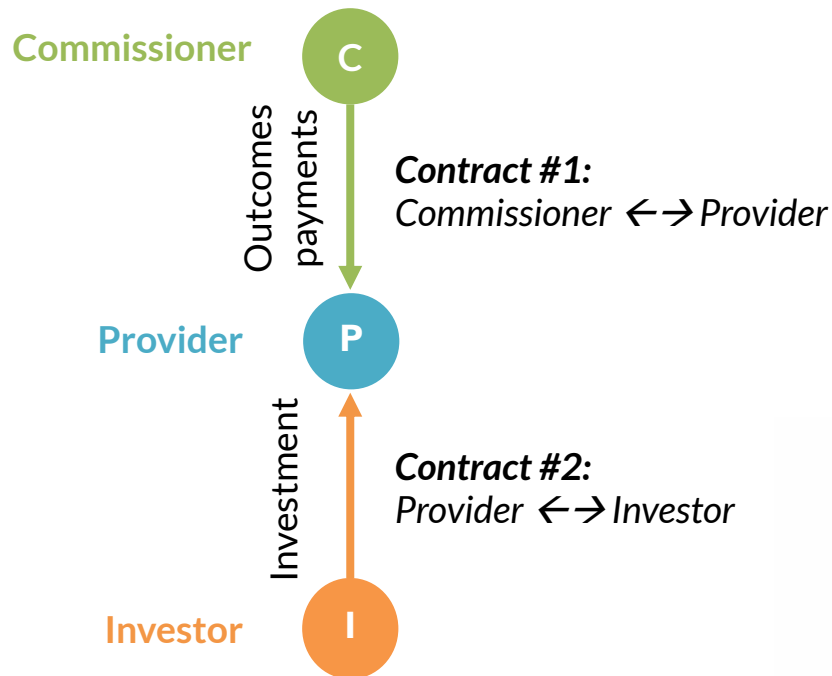 Commissioner
C
Outcomes
payments
Contract #1:
Commissioner ←→ Provider
Provider
P
Investment
Contract #2:
Provider ←→ Investor
Investor
I